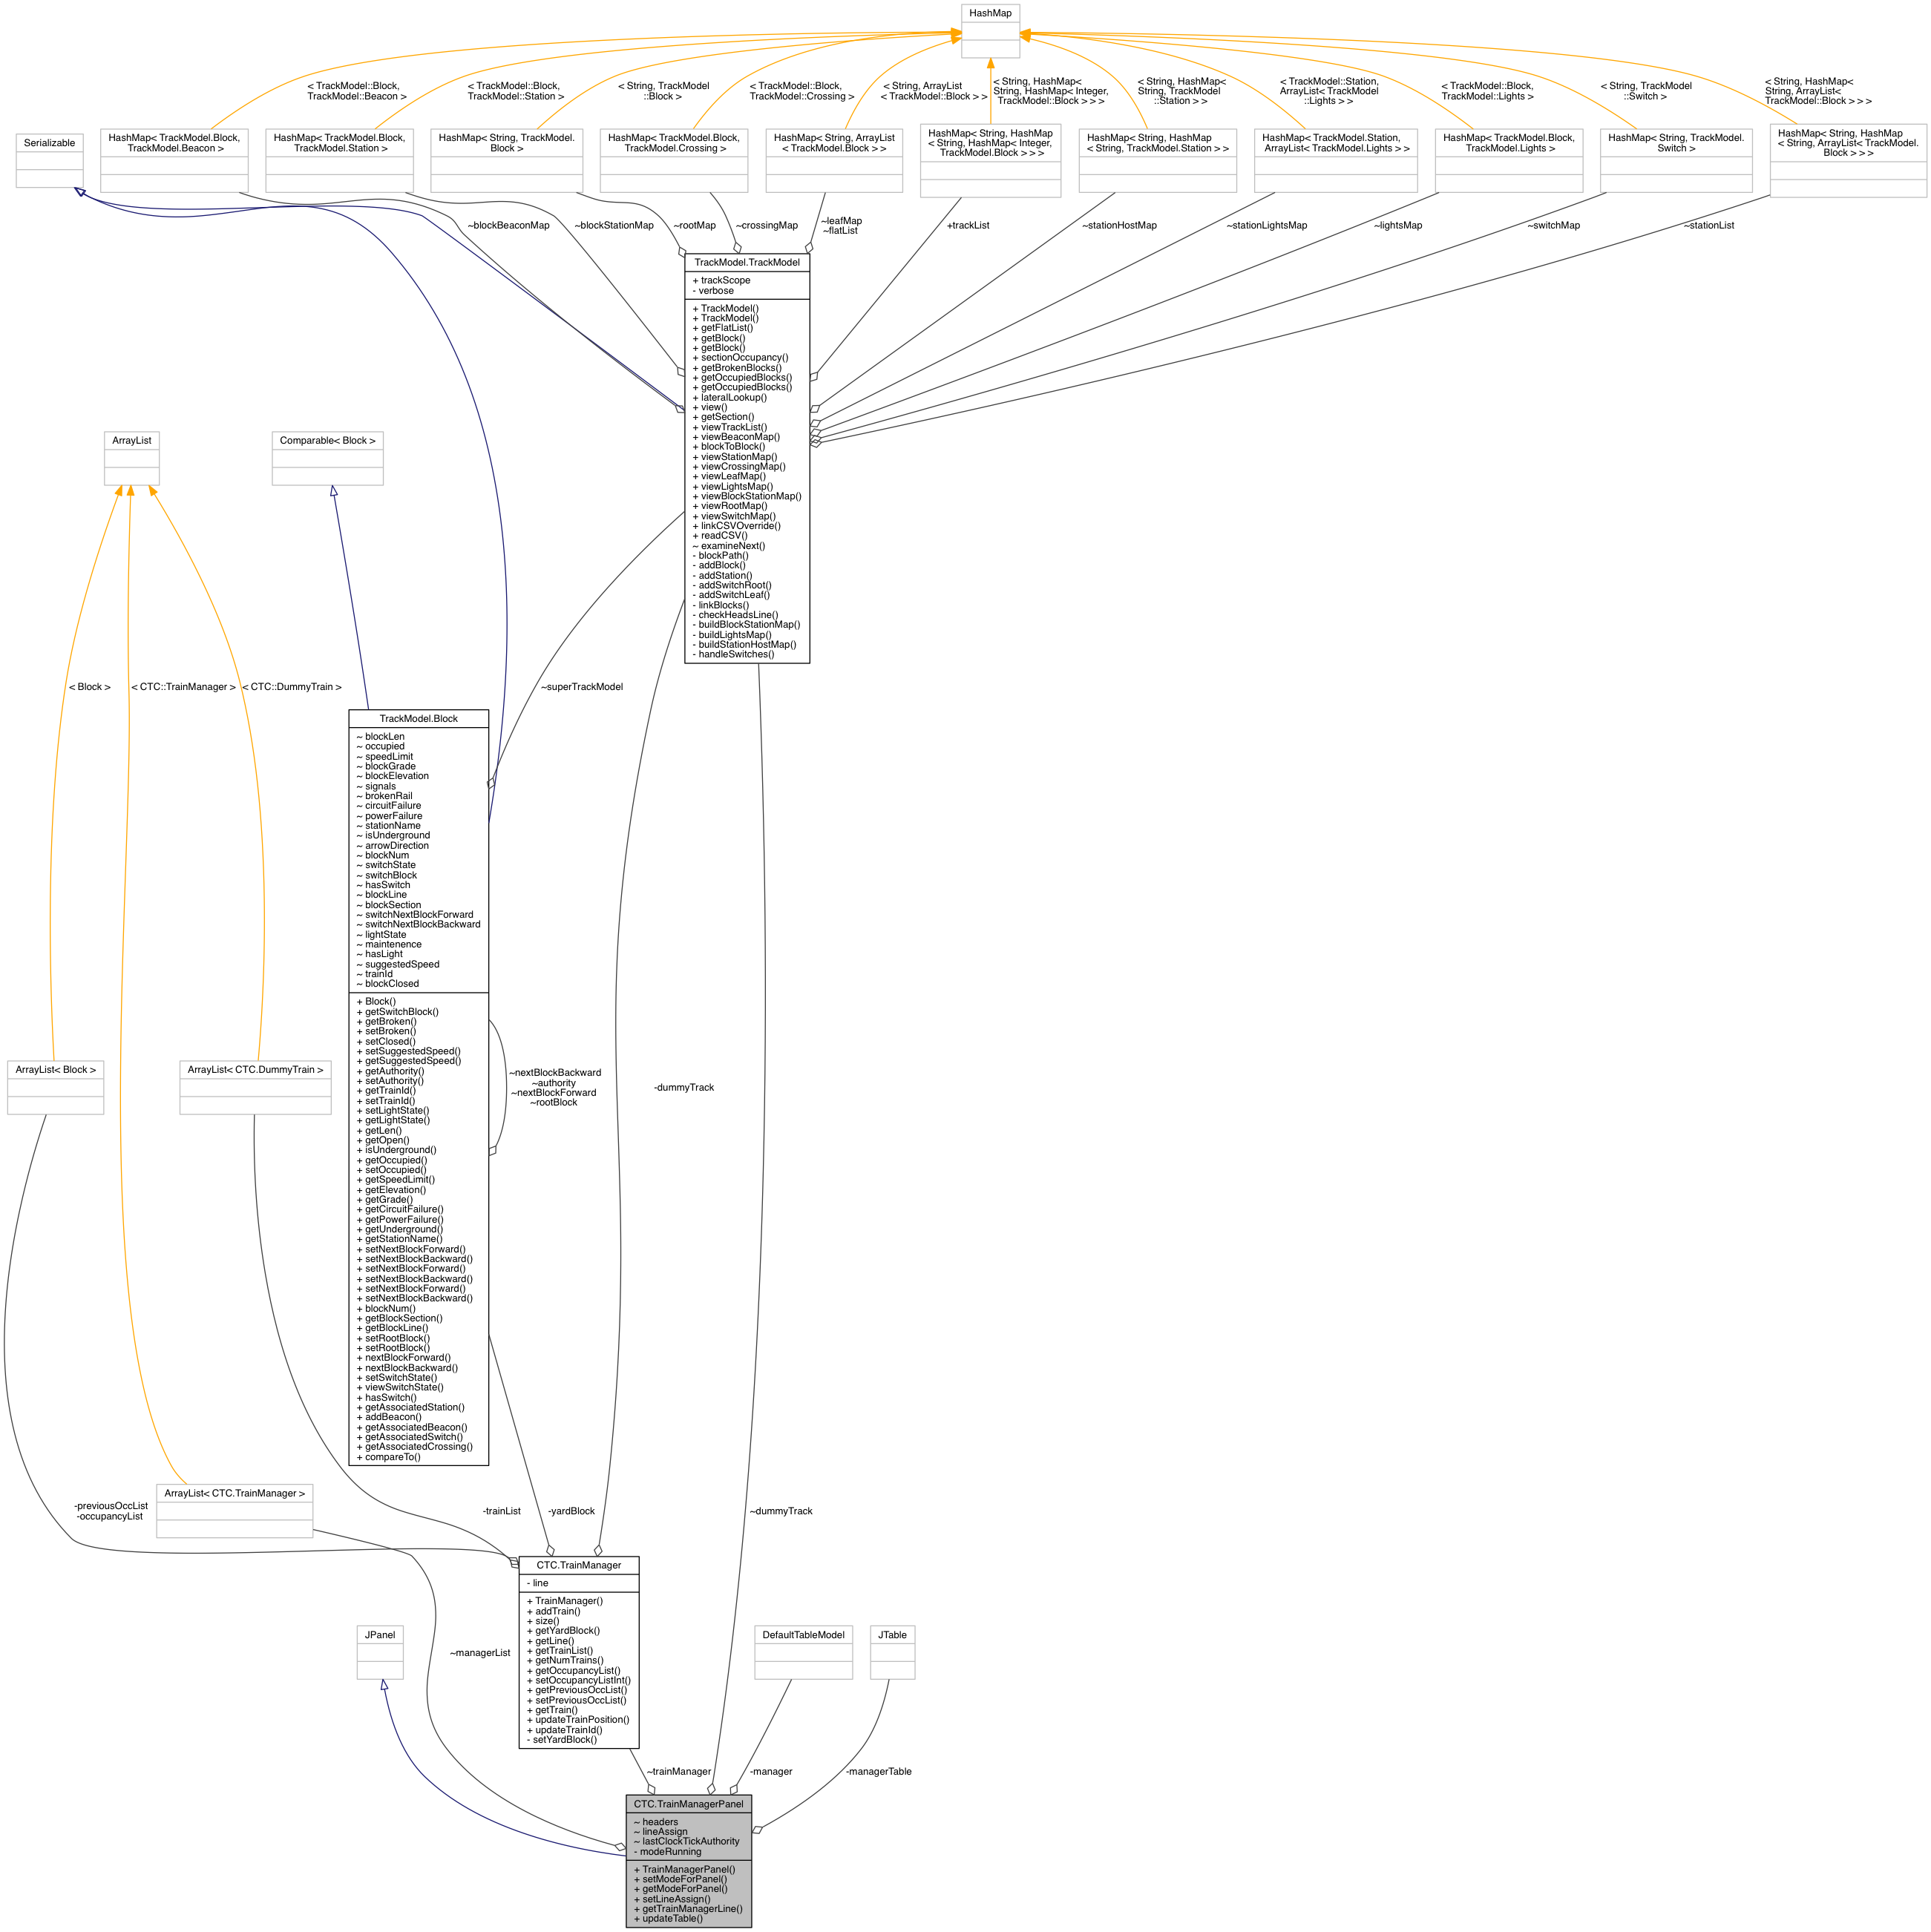 HashMap
< TrackModel::Block,
TrackModel::Beacon >
< TrackModel::Block,
TrackModel::Station >
< String, TrackModel
::Block >
< TrackModel::Block,
TrackModel::Crossing >
< String, ArrayList
< TrackModel::Block > >
< String, HashMap<
String, HashMap< Integer,
TrackModel::Block > > >
< String, HashMap<
String, TrackModel
::Station > >
< TrackModel::Station,
ArrayList< TrackModel
::Lights > >
< TrackModel::Block,
TrackModel::Lights >
< String, TrackModel
::Switch >
< String, HashMap<
String, ArrayList<
TrackModel::Block > > >
Serializable
HashMap< TrackModel.Block,
TrackModel.Beacon >
HashMap< TrackModel.Block,
TrackModel.Station >
HashMap< String, TrackModel.
Block >
HashMap< TrackModel.Block,
TrackModel.Crossing >
HashMap< String, ArrayList
< TrackModel.Block > >
HashMap< String, HashMap
< String, HashMap< Integer,
TrackModel.Block > > >
HashMap< String, HashMap
< String, TrackModel.Station > >
HashMap< TrackModel.Station,
ArrayList< TrackModel.Lights > >
HashMap< TrackModel.Block,
TrackModel.Lights >
HashMap< String, TrackModel.
Switch >
HashMap< String, HashMap
< String, ArrayList< TrackModel.
Block > > >
~blockBeaconMap
~blockStationMap
~rootMap
~crossingMap
~leafMap
~flatList
+trackList
~stationHostMap
~stationLightsMap
~lightsMap
~switchMap
~stationList
TrackModel.TrackModel
+ trackScope
- verbose
+ TrackModel()
+ TrackModel()
+ getFlatList()
+ getBlock()
+ getBlock()
+ sectionOccupancy()
+ getBrokenBlocks()
+ getOccupiedBlocks()
+ getOccupiedBlocks()
+ lateralLookup()
+ view()
+ getSection()
+ viewTrackList()
+ viewBeaconMap()
+ blockToBlock()
+ viewStationMap()
+ viewCrossingMap()
+ viewLeafMap()
+ viewLightsMap()
+ viewBlockStationMap()
+ viewRootMap()
+ viewSwitchMap()
+ linkCSVOverride()
+ readCSV()
~ examineNext()
- blockPath()
- addBlock()
- addStation()
- addSwitchRoot()
- addSwitchLeaf()
- linkBlocks()
- checkHeadsLine()
- buildBlockStationMap()
- buildLightsMap()
- buildStationHostMap()
- handleSwitches()
ArrayList
Comparable< Block >
< Block >
< CTC::TrainManager >
< CTC::DummyTrain >
~superTrackModel
TrackModel.Block
~ blockLen
~ occupied
~ speedLimit
~ blockGrade
~ blockElevation
~ signals
~ brokenRail
~ circuitFailure
~ powerFailure
~ stationName
~ isUnderground
~ arrowDirection
~ blockNum
~ switchState
~ switchBlock
~ hasSwitch
~ blockLine
~ blockSection
~ switchNextBlockForward
~ switchNextBlockBackward
~ lightState
~ maintenence
~ hasLight
~ suggestedSpeed
~ trainId
~ blockClosed
+ Block()
+ getSwitchBlock()
+ getBroken()
+ setBroken()
+ setClosed()
+ setSuggestedSpeed()
+ getSuggestedSpeed()
+ getAuthority()
+ setAuthority()
+ getTrainId()
+ setTrainId()
+ setLightState()
+ getLightState()
+ getLen()
+ getOpen()
+ isUnderground()
+ getOccupied()
+ setOccupied()
+ getSpeedLimit()
+ getElevation()
+ getGrade()
+ getCircuitFailure()
+ getPowerFailure()
+ getUnderground()
+ getStationName()
+ setNextBlockForward()
+ setNextBlockBackward()
+ setNextBlockForward()
+ setNextBlockBackward()
+ setNextBlockForward()
+ setNextBlockBackward()
+ blockNum()
+ getBlockSection()
+ getBlockLine()
+ setRootBlock()
+ setRootBlock()
+ nextBlockForward()
+ nextBlockBackward()
+ setSwitchState()
+ viewSwitchState()
+ hasSwitch()
+ getAssociatedStation()
+ addBeacon()
+ getAssociatedBeacon()
+ getAssociatedSwitch()
+ getAssociatedCrossing()
+ compareTo()
ArrayList< Block >
ArrayList< CTC.DummyTrain >
~nextBlockBackward
~authority
~nextBlockForward
~rootBlock
-dummyTrack
ArrayList< CTC.TrainManager >
-previousOccList
-occupancyList
-trainList
-yardBlock
~dummyTrack
CTC.TrainManager
- line
+ TrainManager()
+ addTrain()
+ size()
+ getYardBlock()
+ getLine()
+ getTrainList()
+ getNumTrains()
+ getOccupancyList()
+ setOccupancyListInt()
+ getPreviousOccList()
+ setPreviousOccList()
+ getTrain()
+ updateTrainPosition()
+ updateTrainId()
- setYardBlock()
JPanel
~managerList
DefaultTableModel
JTable
~trainManager
-manager
-managerTable
CTC.TrainManagerPanel
~ headers
~ lineAssign
~ lastClockTickAuthority
- modeRunning
+ TrainManagerPanel()
+ setModeForPanel()
+ getModeForPanel()
+ setLineAssign()
+ getTrainManagerLine()
+ updateTable()